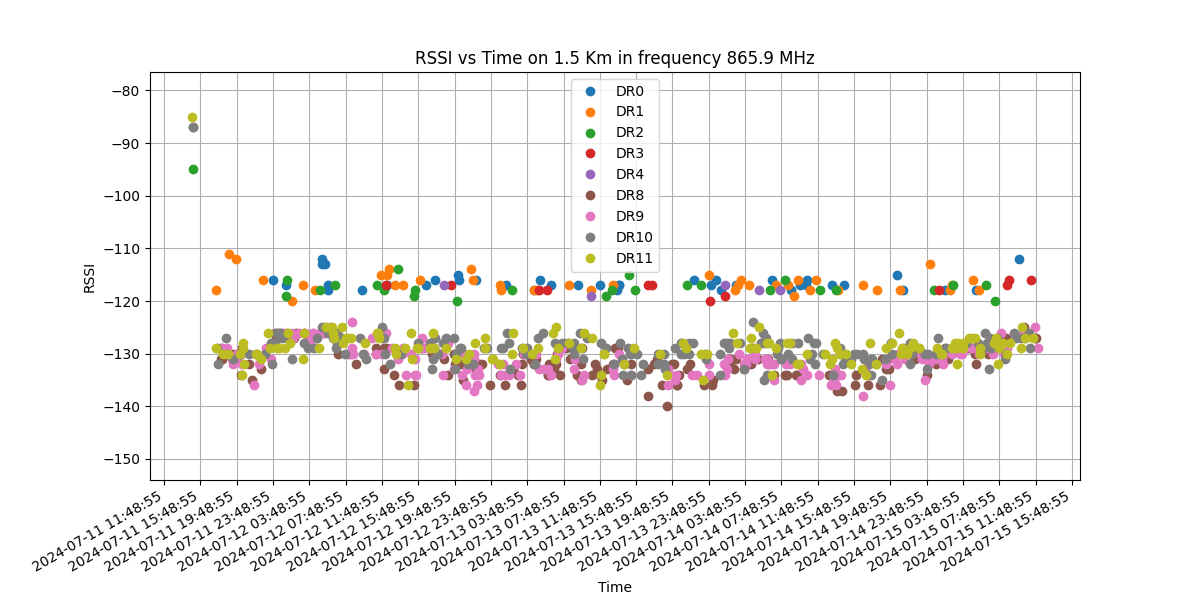 RSSI vs Time on 1.5 Km in frequency 865.9 MHz
−80
−90
−100
−110
−120
−130
−140
−150
RSSI
DR0
DR1
DR2
DR3
DR4
DR8
DR9
DR10
DR11
2024-07-11 11:48:55
2024-07-11 15:48:55
2024-07-11 19:48:55
2024-07-11 23:48:55
2024-07-12 03:48:55
2024-07-12 07:48:55
2024-07-12 11:48:55
2024-07-12 15:48:55
2024-07-12 19:48:55
2024-07-12 23:48:55
2024-07-13 03:48:55
2024-07-13 07:48:55
2024-07-13 11:48:55
2024-07-13 15:48:55
2024-07-13 19:48:55
2024-07-13 23:48:55
2024-07-14 03:48:55
2024-07-14 07:48:55
2024-07-14 11:48:55
2024-07-14 15:48:55
2024-07-14 19:48:55
2024-07-14 23:48:55
2024-07-15 03:48:55
2024-07-15 07:48:55
2024-07-15 11:48:55
2024-07-15 15:48:55
Time